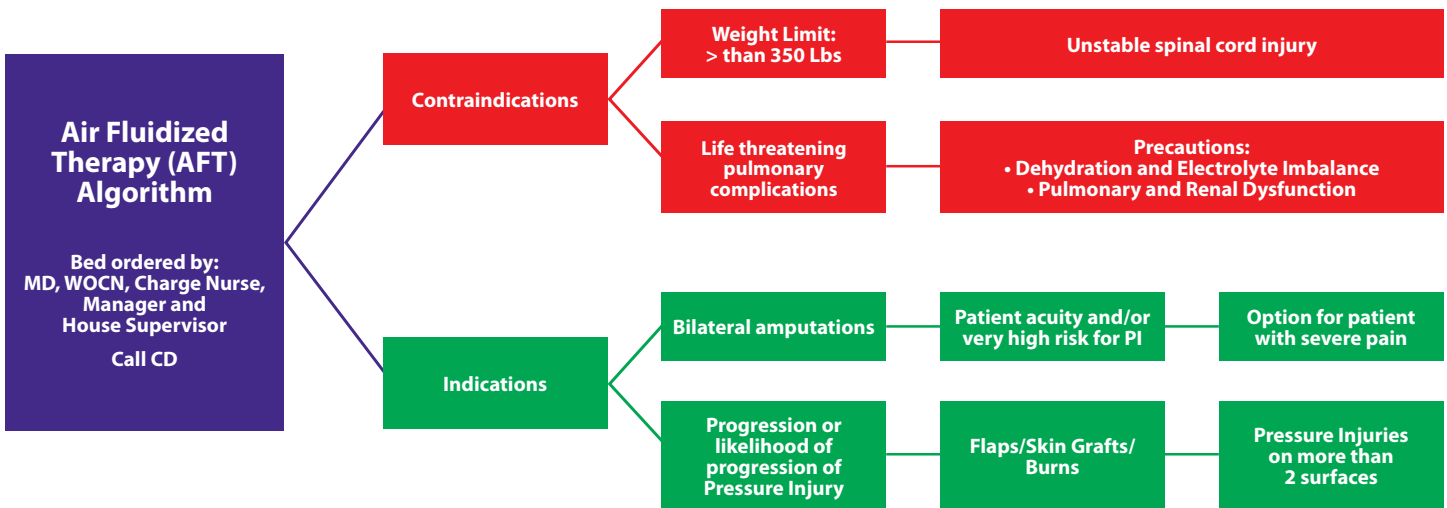 Air Fluidized
Therapy (AFT)
Algorithm
Bed ordered by:
MD, WOCN, Charge Nurse,
Manager and
House Supervisor
Call CD
Contraindications
Weight Limit:
> than 350 Lbs
Unstable spinal cord injury
Life threatening
pulmonary
complications
Precautions:
• Dehydration and Electrolyte Imbalance
• Pulmonary and Renal Dysfunction
Indications
Bilateral amputations
Patient acuity and/or
very high risk for PI
Option for patient
with severe pain
Progression or
likelihood of
progression of
Pressure Injury
Flaps/Skin Grafts/
Burns
Pressure Injuries
on more than
2 surfaces